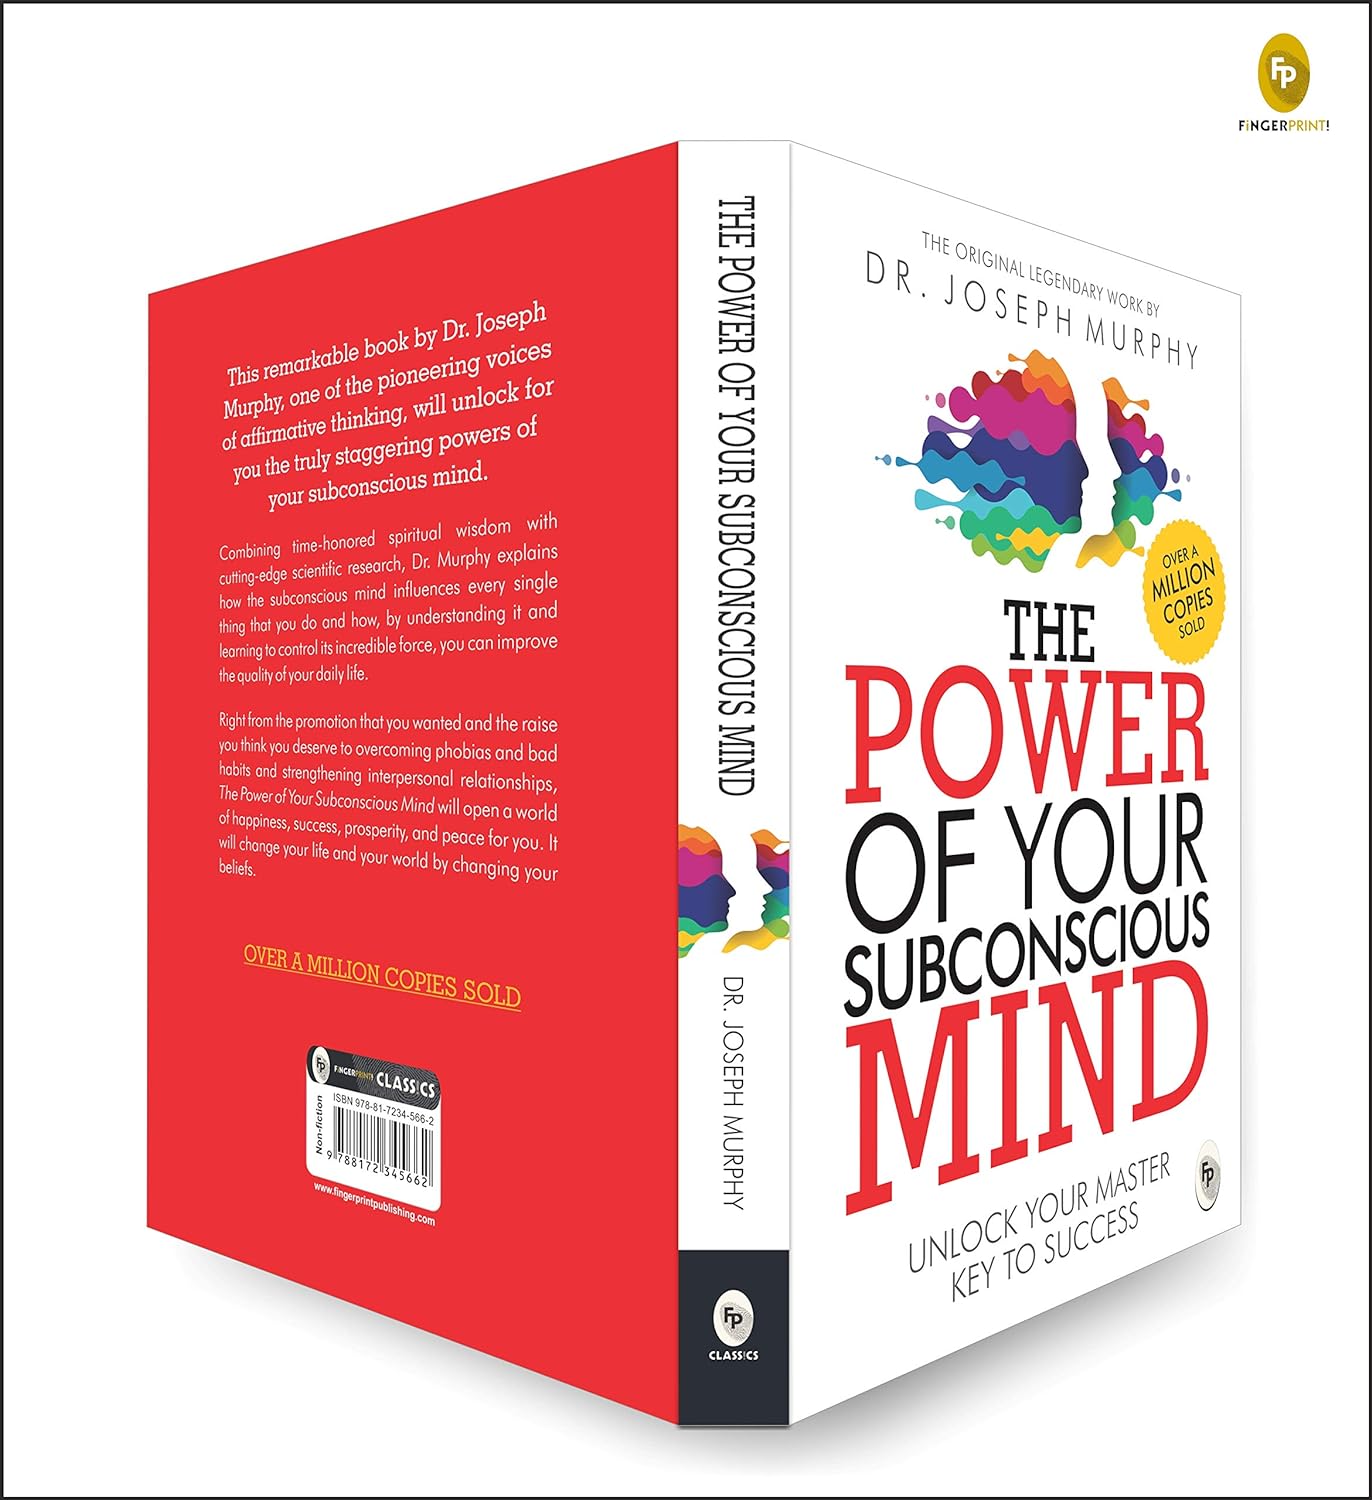 FP
FiNGERPRINT!
This remarkable book by Dr. Joseph
Murphy, one of the pioneering voices
of affirmative thinking, will unlock for
you the truly staggering powers of
your subconscious mind.
Combining time-honored spiritual wisdom with
cutting-edge scientific research, Dr. Murphy explains
how the subconscious mind influences every single
thing that you do and how, by understanding it and
learning to control its incredible force, you can improve
the quality of your daily life.
Right from the promotion that you wanted and the raise
you think you deserve to overcoming phobias and bad
habits and strengthening interpersonal relationships,
The Power of Your Subconscious Mind will open a world
of happiness, success, prosperity, and peace for you. It
will change your life and your world by changing your
beliefs.
OVER A MILLION COPIES SOLD
FP
FiNGERPRINT! CLASSiCS
ISBN 978-81-7234-566-2
Non-fiction
9 788172 345662
www.fingerprintpublishing.com
THE POWER OF YOUR SUBCONSCIOUS MIND
DR. JOSEPH MURPHY
FP
CLASSiCS
THE ORIGINAL LEGENDARY WORK BY
DR. JOSEPH MURPHY
OVER A
MILLION
COPIES
SOLD
THE
POWER
OF YOUR
SUBCONSCIOUS
MIND
UNLOCK YOUR MASTER
KEY TO SUCCESS
FP